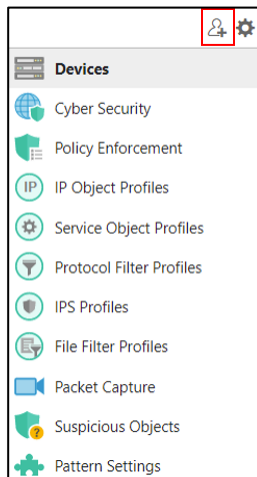 Devices
Cyber Security
Policy Enforcement
IP IP Object Profiles
Service Object Profiles
Protocol Filter Profiles
IPS Profiles
File Filter Profiles
Packet Capture
? Suspicious Objects
Pattern Settings